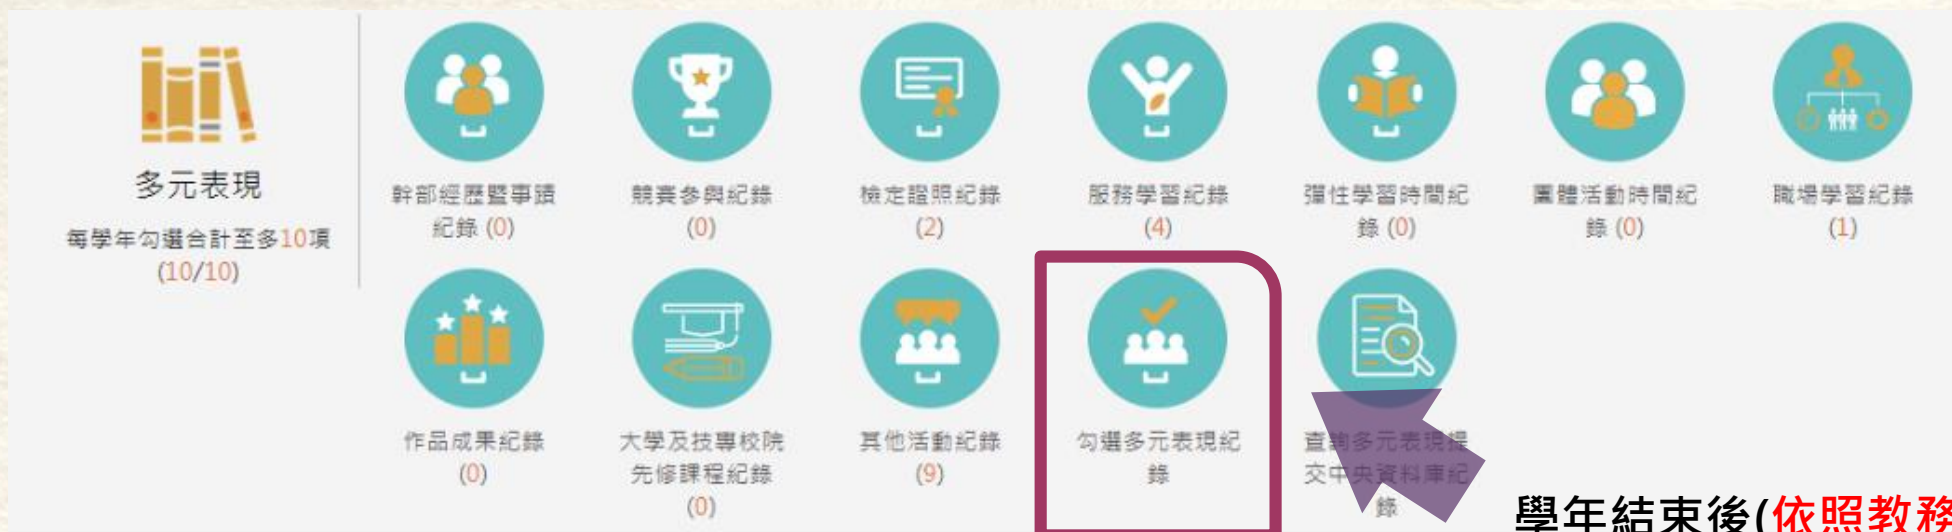 多元表現
每學年勾選合計至多10項
(10/10)
幹部經歷暨事蹟
紀錄 (0)
競賽參與紀錄
(0)
檢定證照紀錄
(2)
服務學習紀錄
(4)
彈性學習時間紀
錄 (0)
團體活動時間紀
錄 (0)
職場學習紀錄
(1)
作品成果紀錄
(0)
大學及技專校院
先修課程紀錄
(0)
其他活動紀錄
(9)
勾選多元表現紀
錄
查詢多元表現提
交中央資料庫紀
錄
學年結束後(依照教務